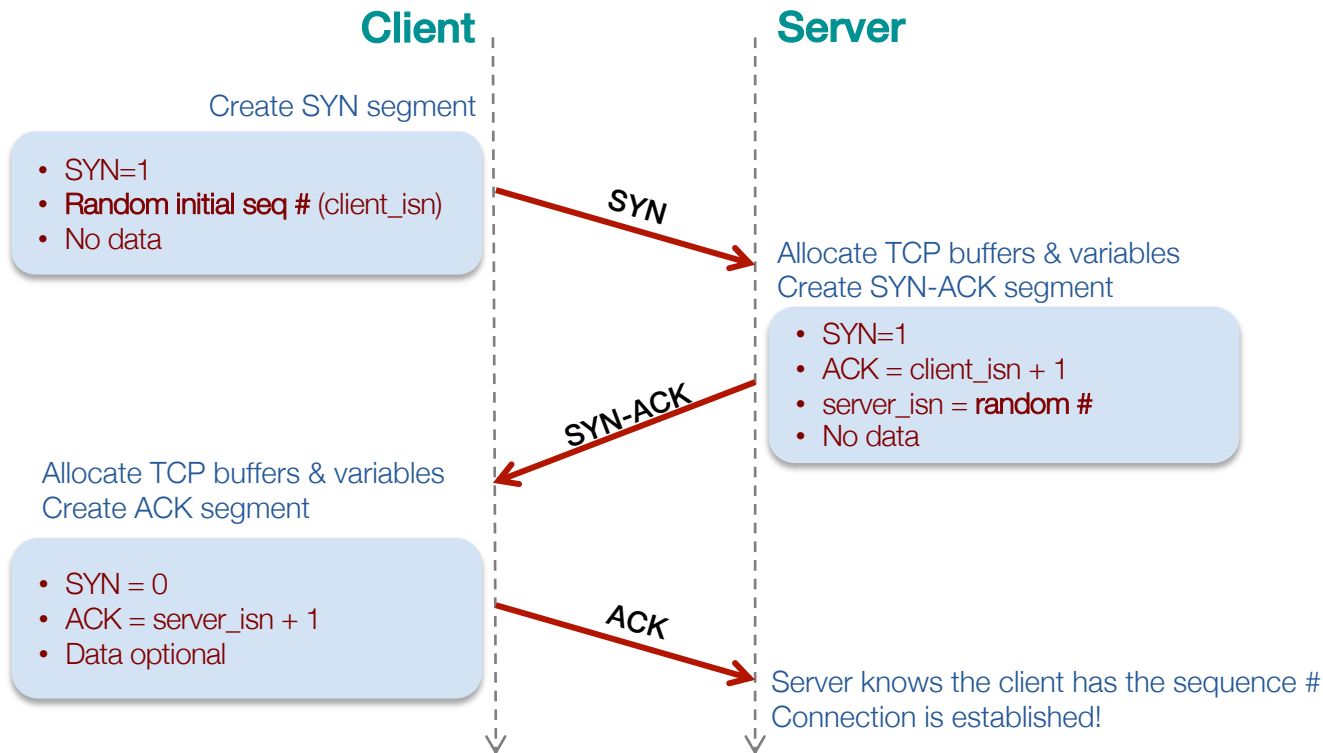 Client
Server
Create SYN segment
• SYN=1
• Random initial seq # (client_isn)
• No data
SYN
Allocate TCP buffers & variables
Create SYN-ACK segment
• SYN=1
• ACK = client_isn + 1
• server_isn = random #
• No data
SYN-ACK
Allocate TCP buffers & variables
Create ACK segment
• SYN = 0
• ACK = server_isn + 1
• Data optional
ACK
Server knows the client has the sequence #
Connection is established!